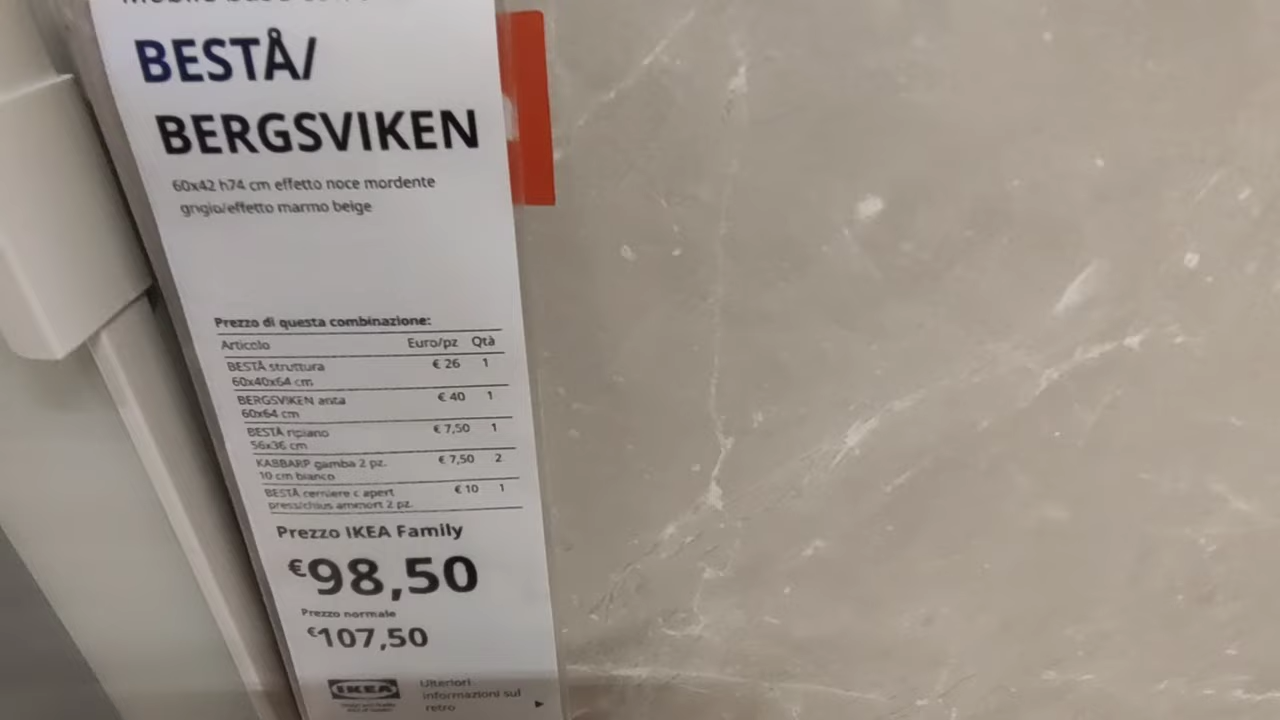 BESTÅ/
BERGSVIKEN
60x42 h74 cm effetto noce mordente
grigio/effetto marmo beige
Prezzo di questa combinazione:
Articolo Euro/pz Qtà
BESTÅ struttura € 26 1
60x40x64 cm
BERGSVIKEN anta € 40 1
60x64 cm
BESTÅ ripiano € 7,50 1
56x36 cm
KABBARP gamba 2 pz. € 7,50 2
10 cm bianco
BESTÅ cerniere c apert € 10 1
press/chius ammort 2 pz.
Prezzo IKEA Family
€98,50
Prezzo normale
€107,50
IKEA
Ulteriori
informazioni sul
retro